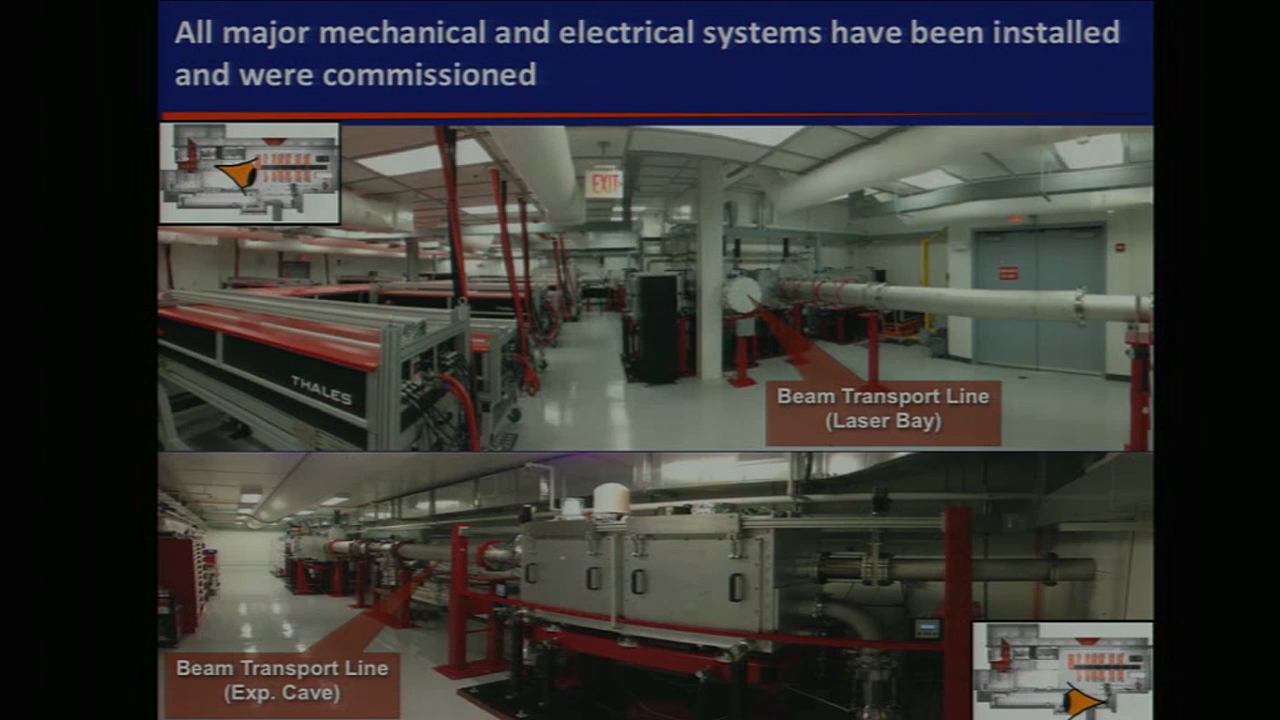 All major mechanical and electrical systems have been installed
and were commissioned
EXIT
THALES
Beam Transport Line
(Laser Bay)
Beam Transport Line
(Exp. Cave)